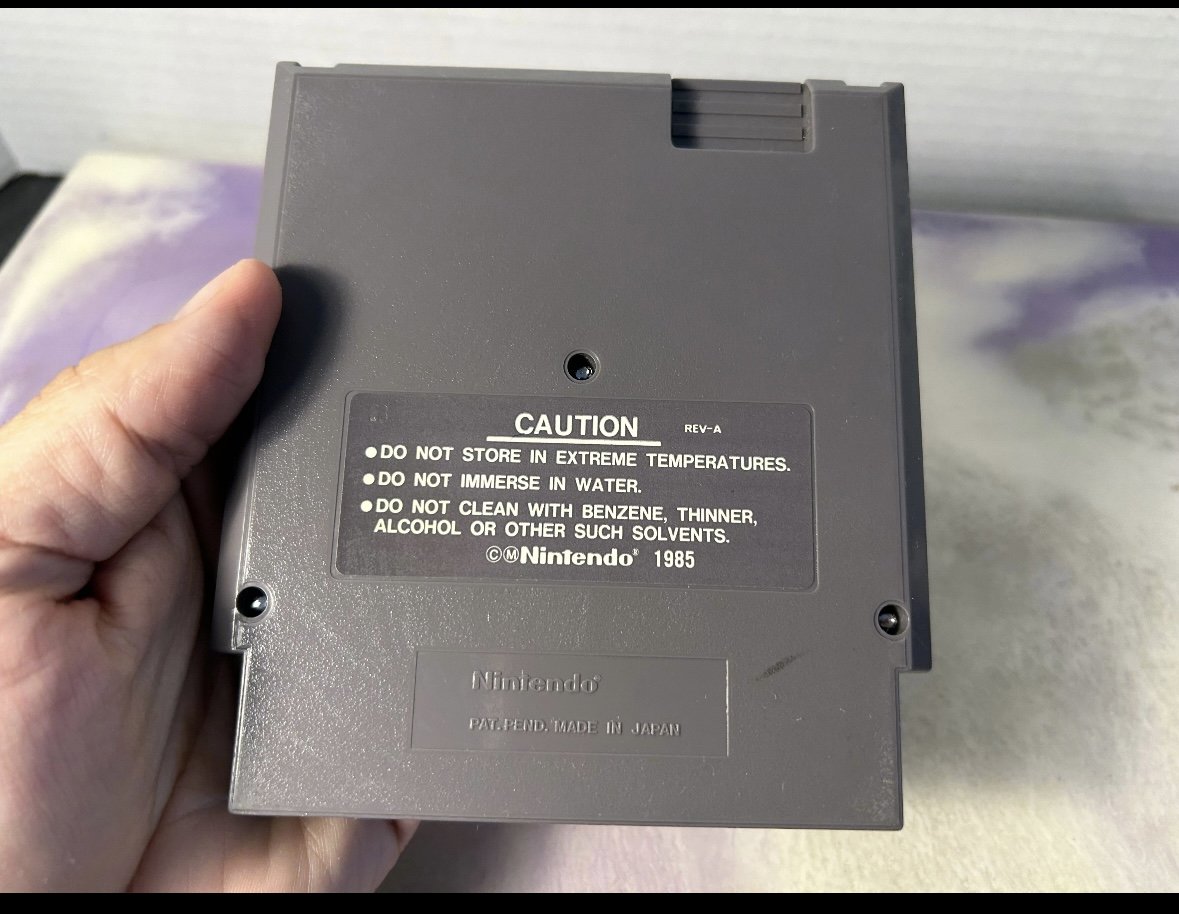 CAUTION REV-A
●DO NOT STORE IN EXTREME TEMPERATURES.
●DO NOT IMMERSE IN WATER.
●DO NOT CLEAN WITH BENZENE, THINNER,
ALCOHOL OR OTHER SUCH SOLVENTS.
ⒸⓂNintendo® 1985
Nintendo®
PAT. PEND. MADE IN JAPAN